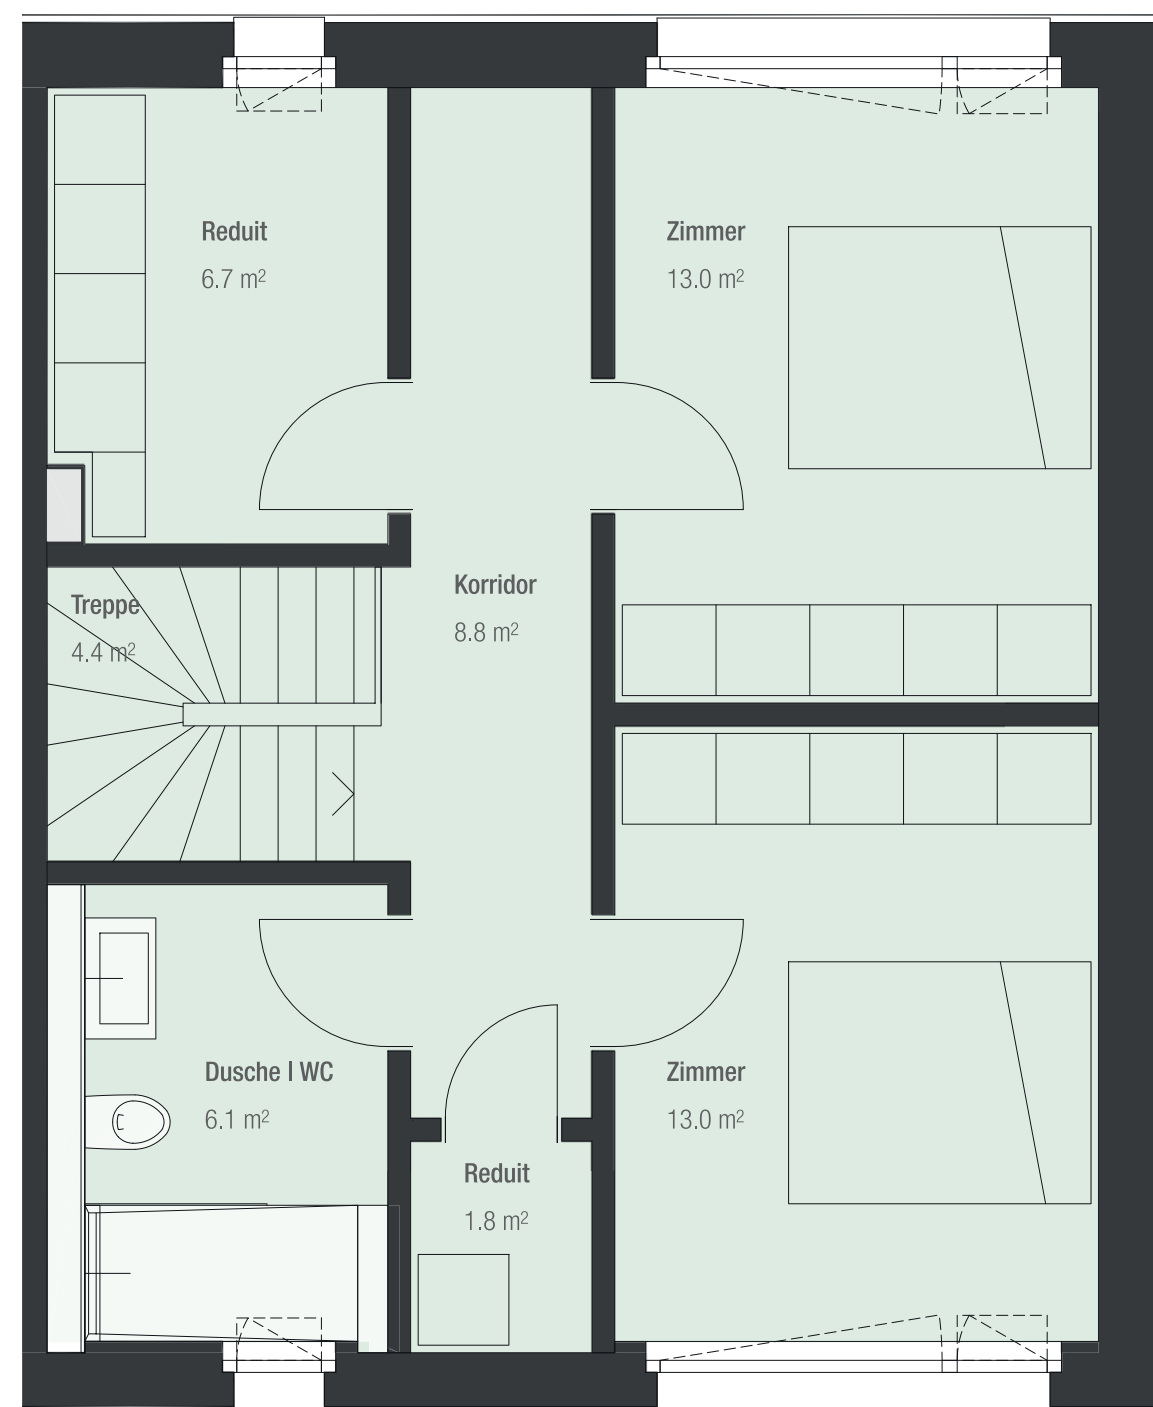 Reduit
6.7 m²
Zimmer
13.0 m²
Korridor
8.8 m²
Treppe
4.4 m²
Dusche | WC
6.1 m²
Zimmer
13.0 m²
Reduit
1.8 m²